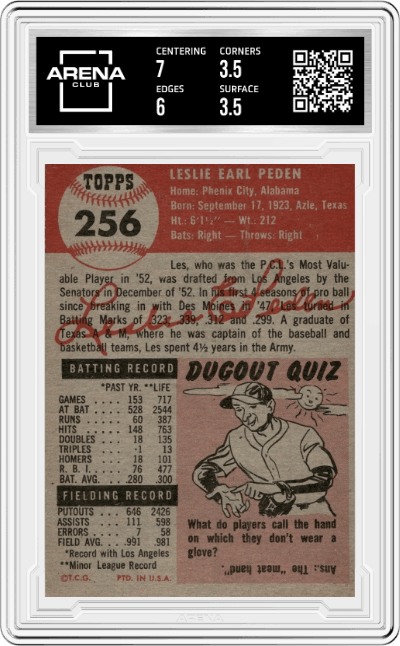 ARENA
CLUB
CENTERING CORNERS
7 3.5
EDGES SURFACE
6 3.5
TOPPS
256
LESLIE EARL PEDEN
Home: Phenix City, Alabama
Born: September 17, 1923, Azle, Texas
Ht.: 6'1½" — Wt.: 212
Bats: Right — Throws: Right
Les, who was the P.C.L.'s Most Valu-
able Player in '52, was drafted from Los Angeles by the
Senators in December of '52. In his first 4 seasons of pro ball
since breaking in with Des Moines in '47 Les turned in
Batting Marks of .323, .339, .312 and .299. A graduate of
Texas A & M, where he was captain of the baseball and
basketball teams, Les spent 4½ years in the Army.
BATTING RECORD
*PAST YR. **LIFE
GAMES . . . . 153 717
AT BAT . . . . 528 2544
RUNS . . . . 60 387
HITS . . . . 148 763
DOUBLES . . 18 135
TRIPLES . . . -1 13
HOMERS . . 18 101
R. B. I. . . . . 76 477
BAT. AVG. . . .280 .300
FIELDING RECORD
PUTOUTS . . 646 2426
ASSISTS . . . 111 598
ERRORS . . . 7 58
FIELD AVG. . .991 .981
*Record with Los Angeles
**Minor League Record
©T.C.G. PTD. IN U.S.A.
DUGOUT QUIZ
What do players call the hand
on which they don't wear a
glove?
Ans.: The "meat hand".
ARENA